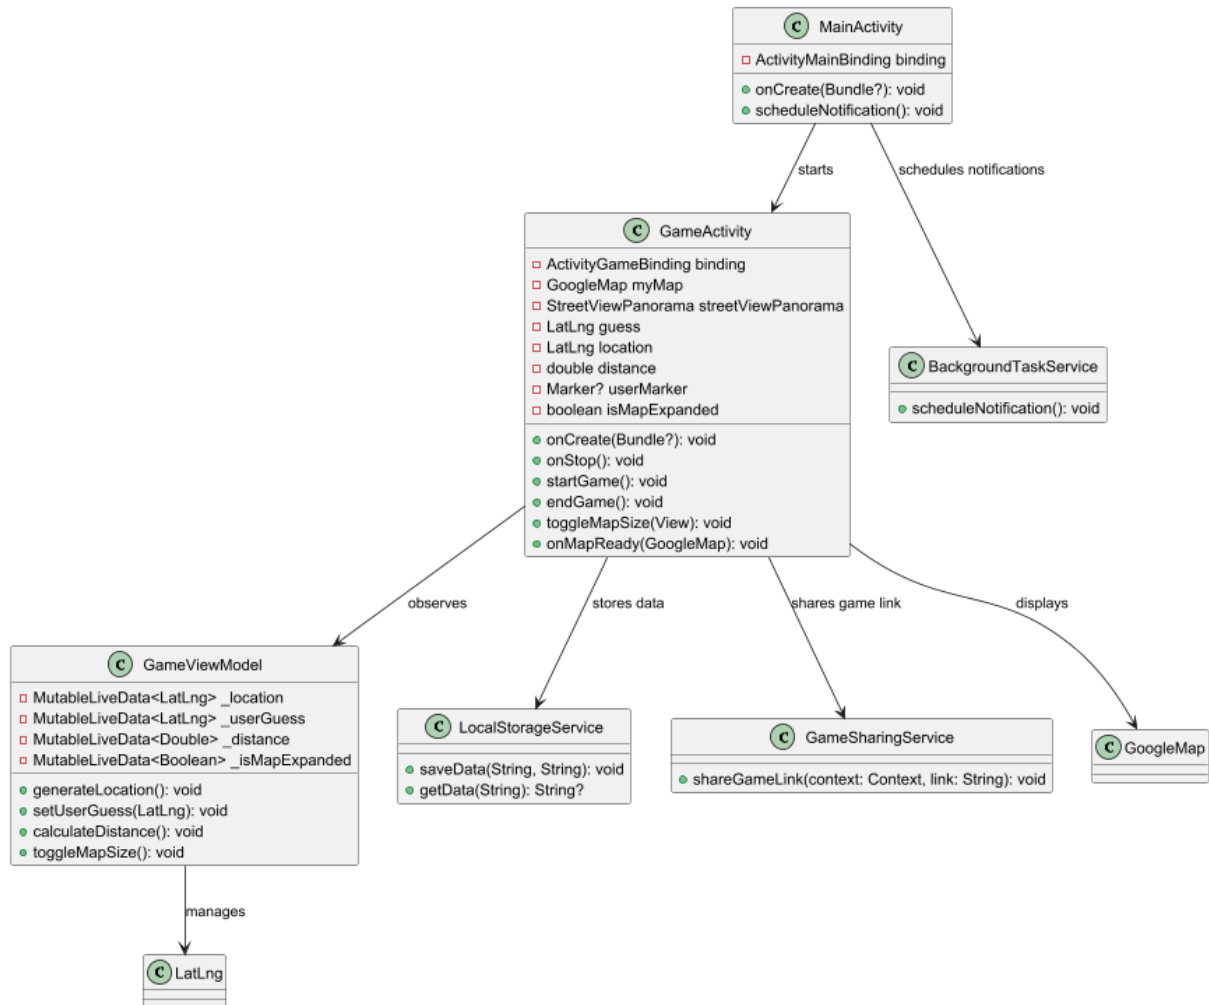 C MainActivity
ActivityMainBinding binding
onCreate(Bundle?): void
scheduleNotification(): void
starts
schedules notifications
C GameActivity
ActivityGameBinding binding
GoogleMap myMap
StreetViewPanorama streetViewPanorama
LatLng guess
LatLng location
double distance
Marker? userMarker
boolean isMapExpanded
onCreate(Bundle?): void
onStop(): void
startGame(): void
endGame(): void
toggleMapSize(View): void
onMapReady(GoogleMap): void
C BackgroundTaskService
scheduleNotification(): void
observes
stores data
shares game link
displays
C GameViewModel
MutableLiveData<LatLng> _location
MutableLiveData<LatLng> _userGuess
MutableLiveData<Double> _distance
MutableLiveData<Boolean> _isMapExpanded
generateLocation(): void
setUserGuess(LatLng): void
calculateDistance(): void
toggleMapSize(): void
C LocalStorageService
saveData(String, String): void
getData(String): String?
C GameSharingService
shareGameLink(context: Context, link: String): void
C GoogleMap
manages
C LatLng